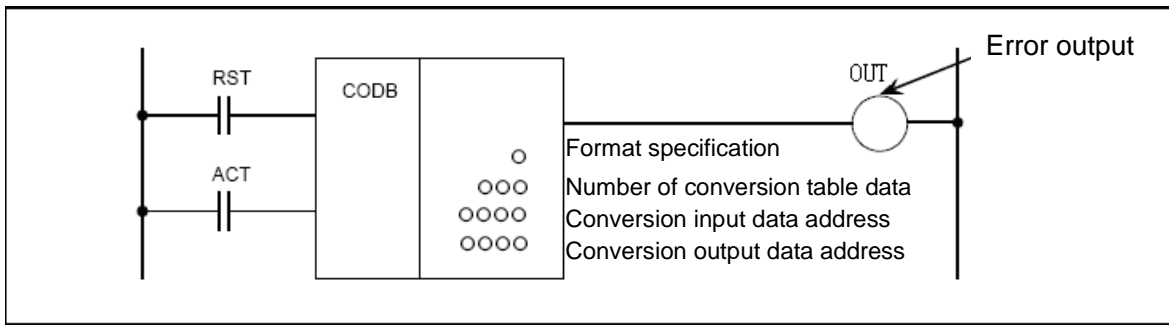 Error output
OUT
RST
CODB
ACT
Format specification
Number of conversion table data
Conversion input data address
Conversion output data address